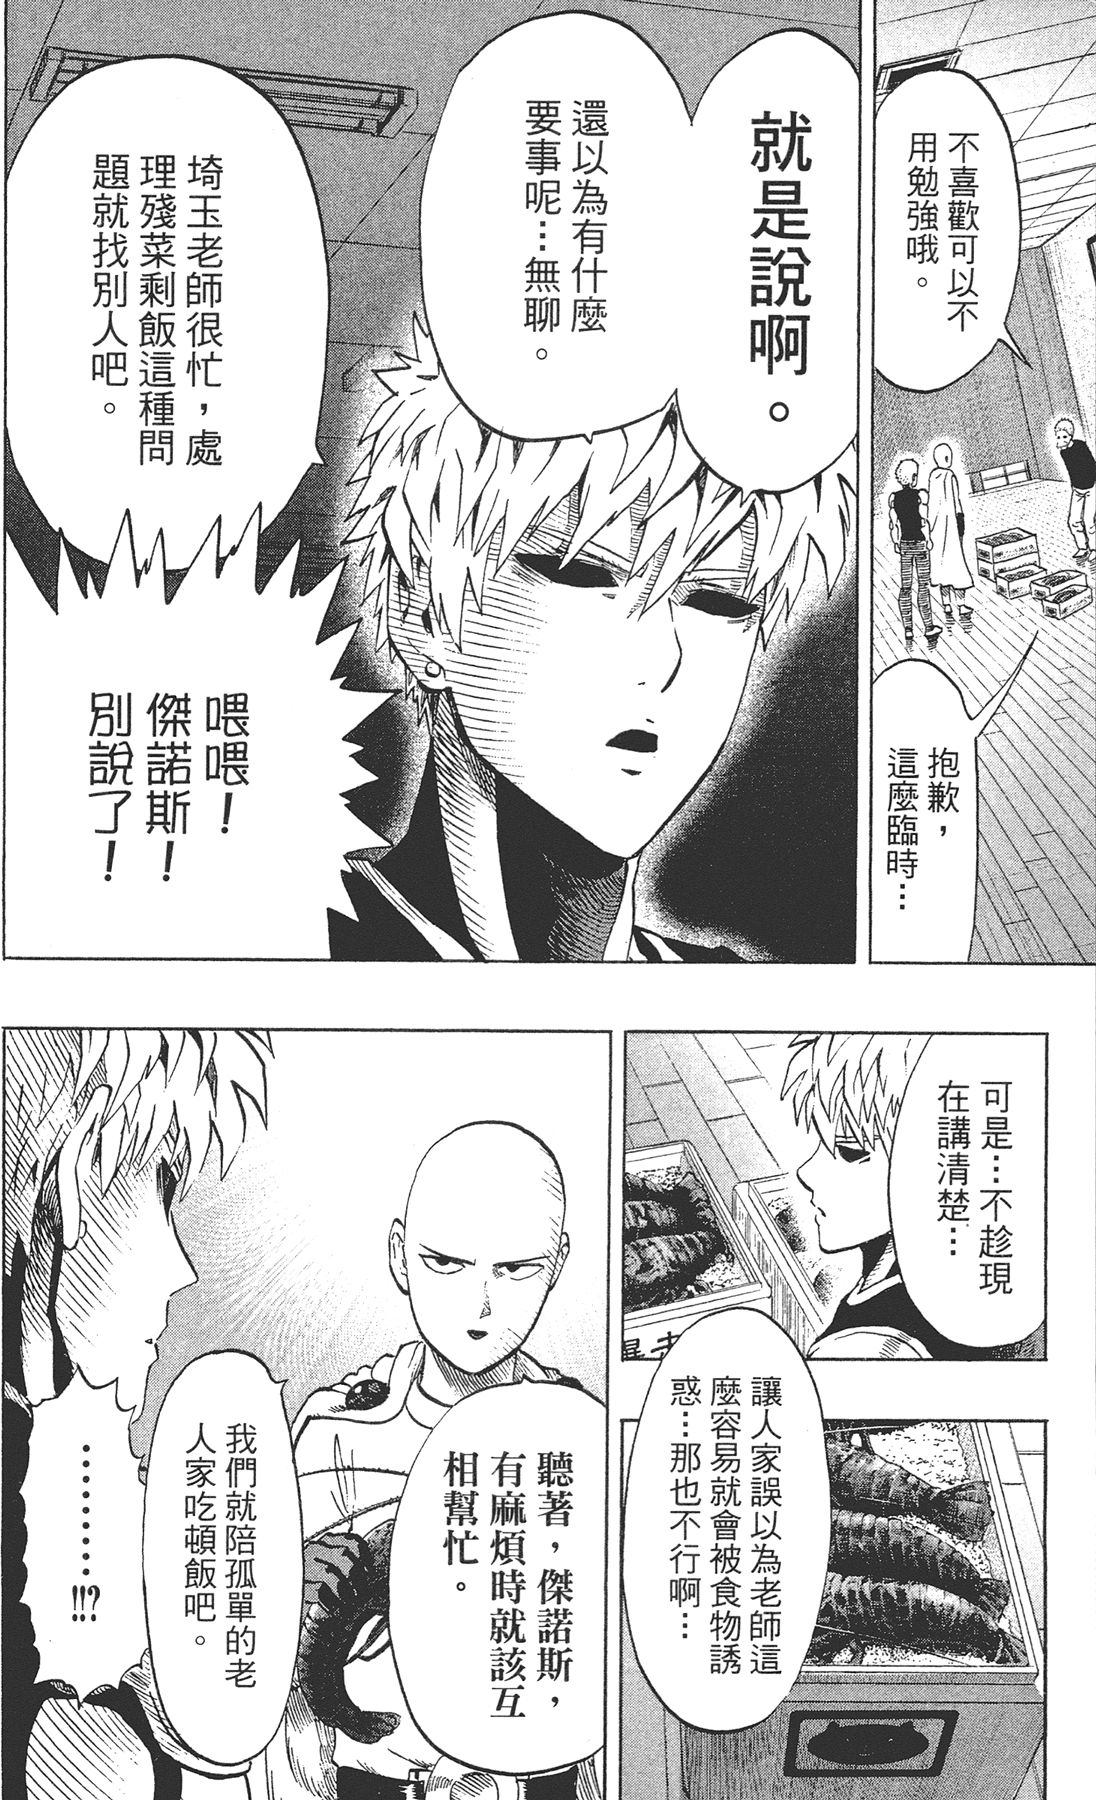 不喜歡可以不
用勉強哦。
抱歉，
這麼臨時…
就是說啊。
還以為有什麼
要事呢…無聊。
埼玉老師很忙，處
理殘菜剩飯這種問
題就找別人吧。
喂喂！
傑諾斯！
別說了！
可是…不趁現
在講清楚…
讓人家誤以為老師這
麼容易就會被食物誘
惑…那也不行啊…
聽著，傑諾斯，
有麻煩時就該互
相幫忙。
我們就陪孤單的老
人家吃頓飯吧。
………!!?